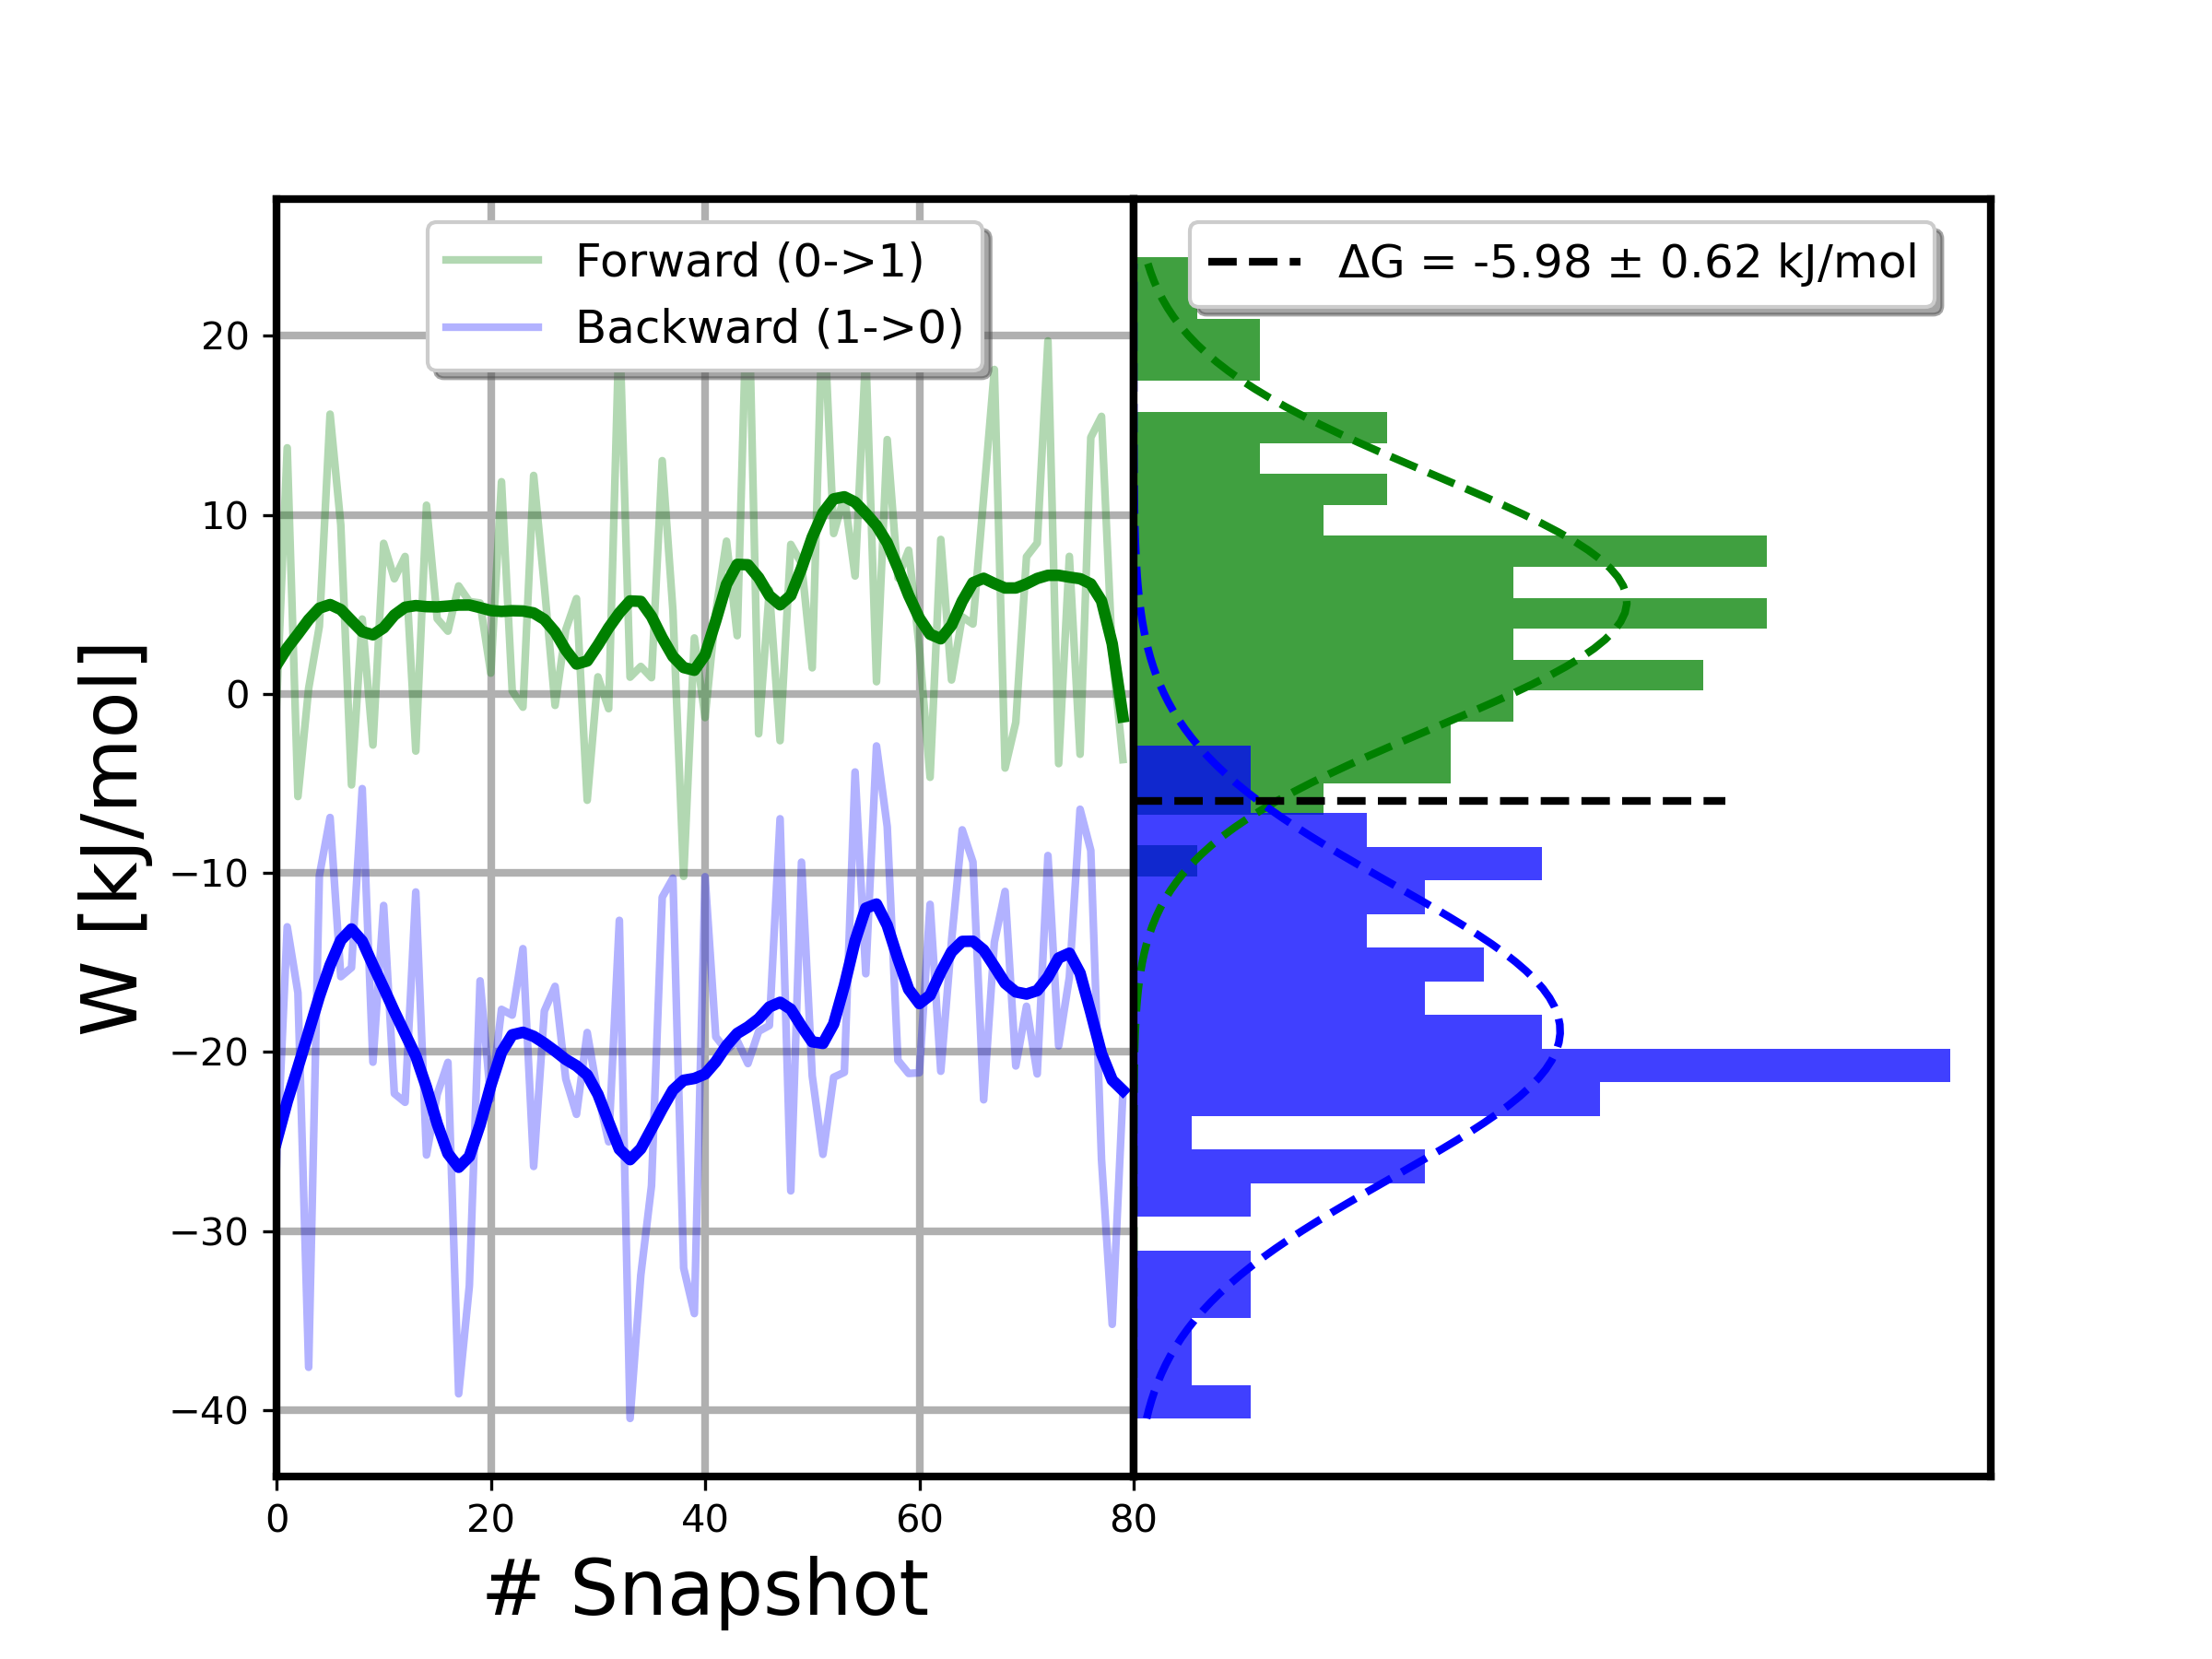 Forward (0->1)
Backward (1->0)
ΔG = -5.98 ± 0.62 kJ/mol
W [kJ/mol]
20
10
0
−10
−20
−30
−40
0 20 40 60 80
# Snapshot